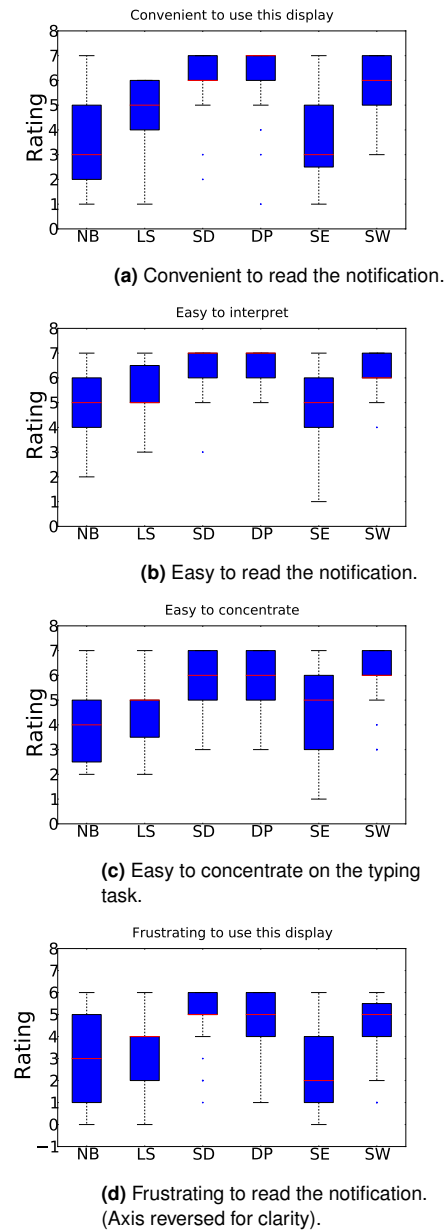 Convenient to use this display
8
7
6
5
4
3
2
1
0
Rating
NB LS SD DP SE SW
(a) Convenient to read the notification.
Easy to interpret
8
7
6
5
4
3
2
1
0
Rating
NB LS SD DP SE SW
(b) Easy to read the notification.
Easy to concentrate
8
7
6
5
4
3
2
1
0
Rating
NB LS SD DP SE SW
(c) Easy to concentrate on the typing
task.
Frustrating to use this display
8
7
6
5
4
3
2
1
0
−1
Rating
NB LS SD DP SE SW
(d) Frustrating to read the notification.
(Axis reversed for clarity).